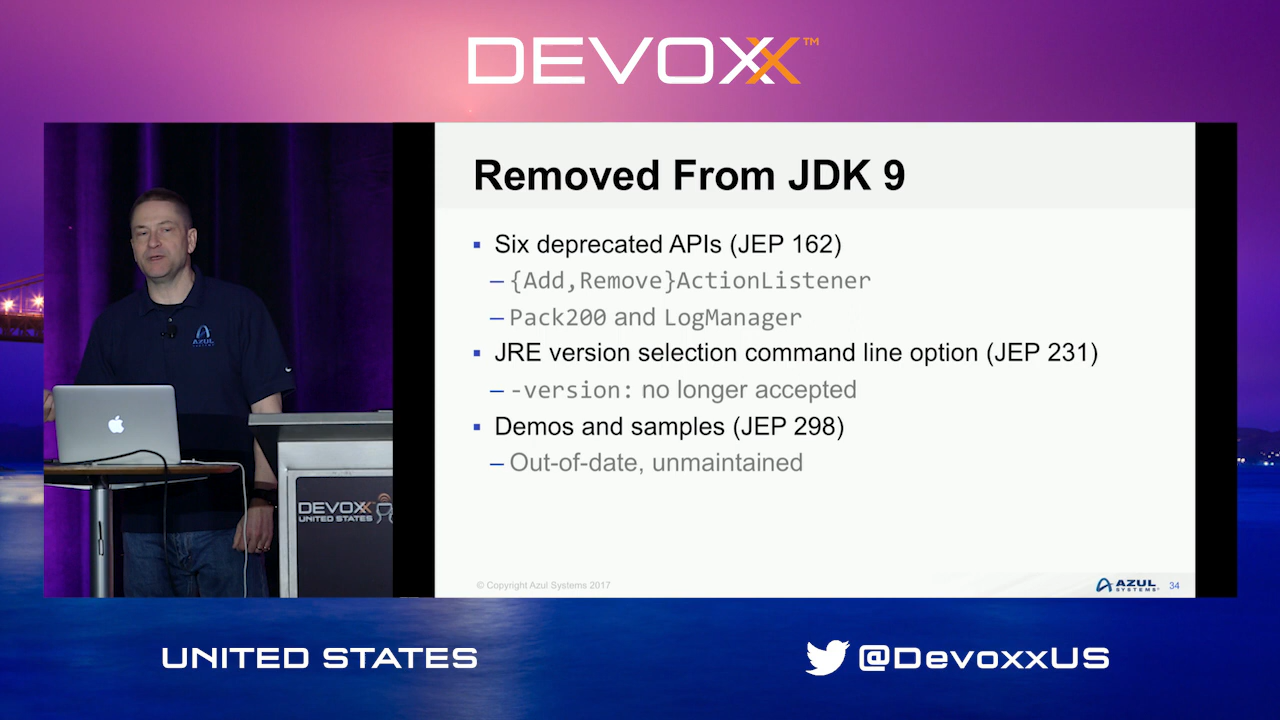 DEVOXX™
Removed From JDK 9
▪ Six deprecated APIs (JEP 162)
– {Add,Remove}ActionListener
– Pack200 and LogManager
▪ JRE version selection command line option (JEP 231)
– -version: no longer accepted
▪ Demos and samples (JEP 298)
– Out-of-date, unmaintained
© Copyright Azul Systems 2017
AZUL
SYSTEMS
34
AZUL
SYSTEMS
DEVOXX
UNITED STATES
UNITED STATES
@DevoxxUS